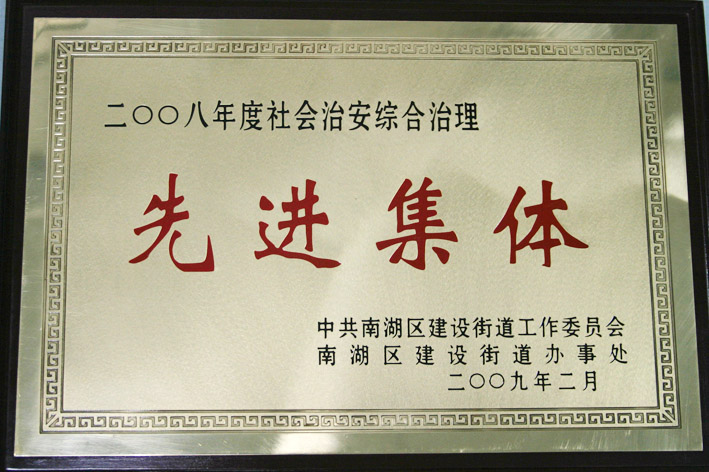 二〇〇八年度社会治安综合治理
先进集体
中共南湖区建设街道工作委员会
南湖区建设街道办事处
二〇〇九年二月